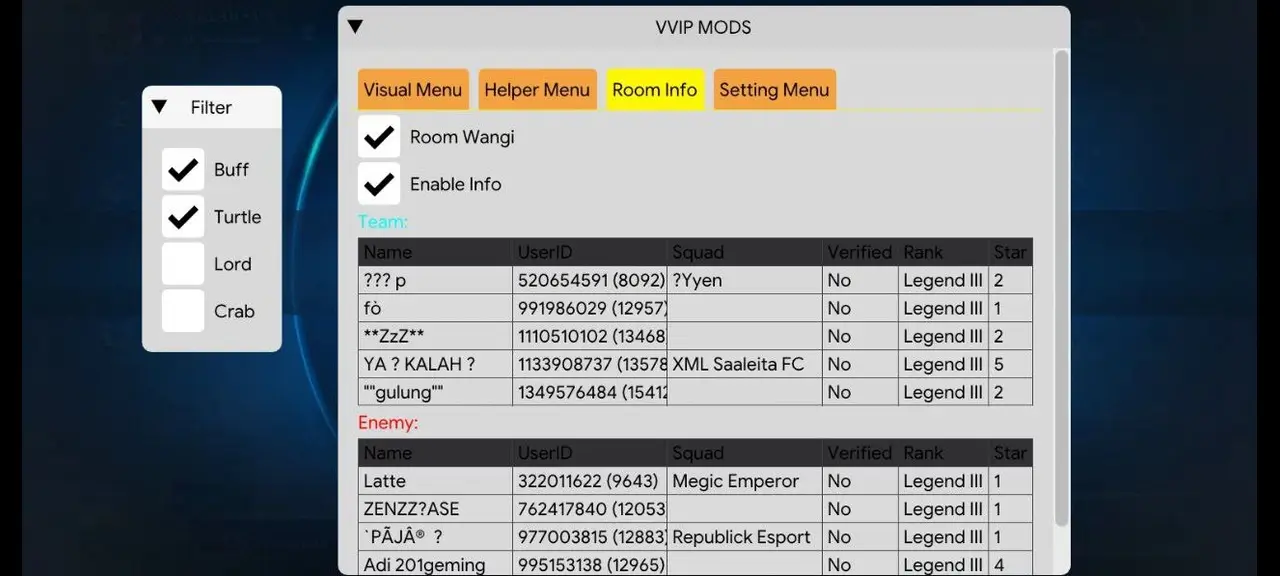 VVIP MODS
Visual Menu Helper Menu Room Info Setting Menu
Filter
Buff
Turtle
Lord
Crab
Room Wangi
Enable Info
Team:
Name UserID Squad Verified Rank Star
??? p 520654591 (8092) ?Yyen No Legend III 2
fò 991986029 (12957) No Legend III 1
**ZzZ** 1110510102 (13468 No Legend III 2
YA ? KALAH ? 1133908737 (13578 XML Saaleita FC No Legend III 5
""gulung"" 1349576484 (15412 No Legend III 2
Enemy:
Name UserID Squad Verified Rank Star
Latte 322011622 (9643) Megic Emperor No Legend III 1
ZENZZ?ASE 762417840 (12053 No Legend III 1
`PÃJÂ® ? 977003815 (12883) Republick Esport No Legend III 1
Adi 201geming 995153138 (12965) No Legend III 4